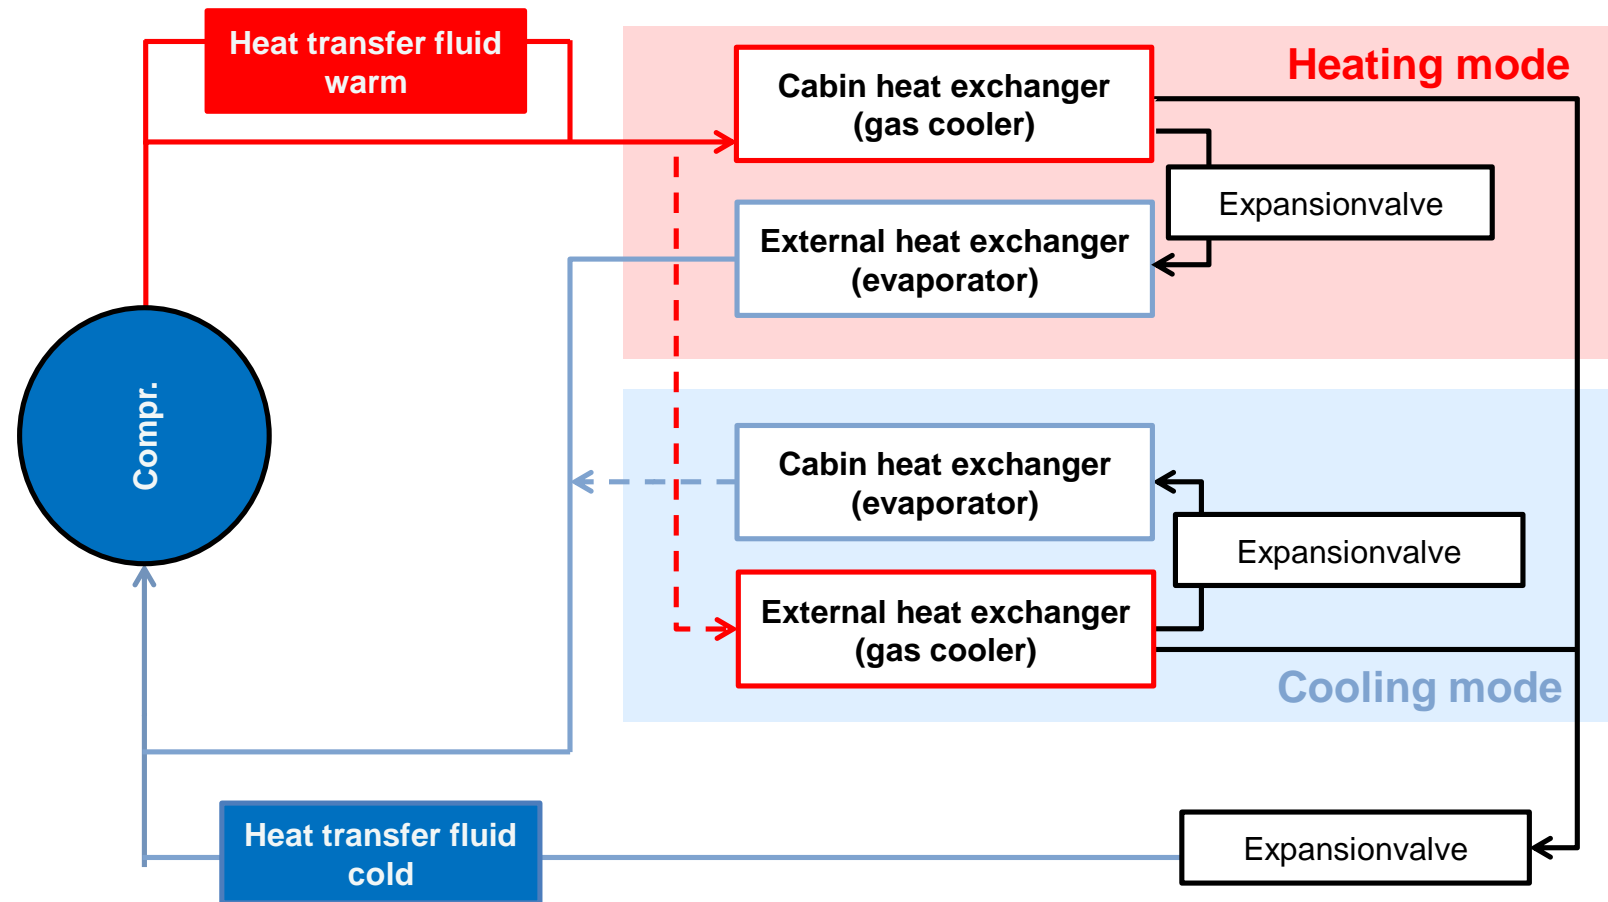 Heat transfer fluid
warm
Heating mode
Cabin heat exchanger
(gas cooler)
Expansionvalve
External heat exchanger
(evaporator)
Compr.
Cabin heat exchanger
(evaporator)
Expansionvalve
External heat exchanger
(gas cooler)
Cooling mode
Heat transfer fluid
cold
Expansionvalve